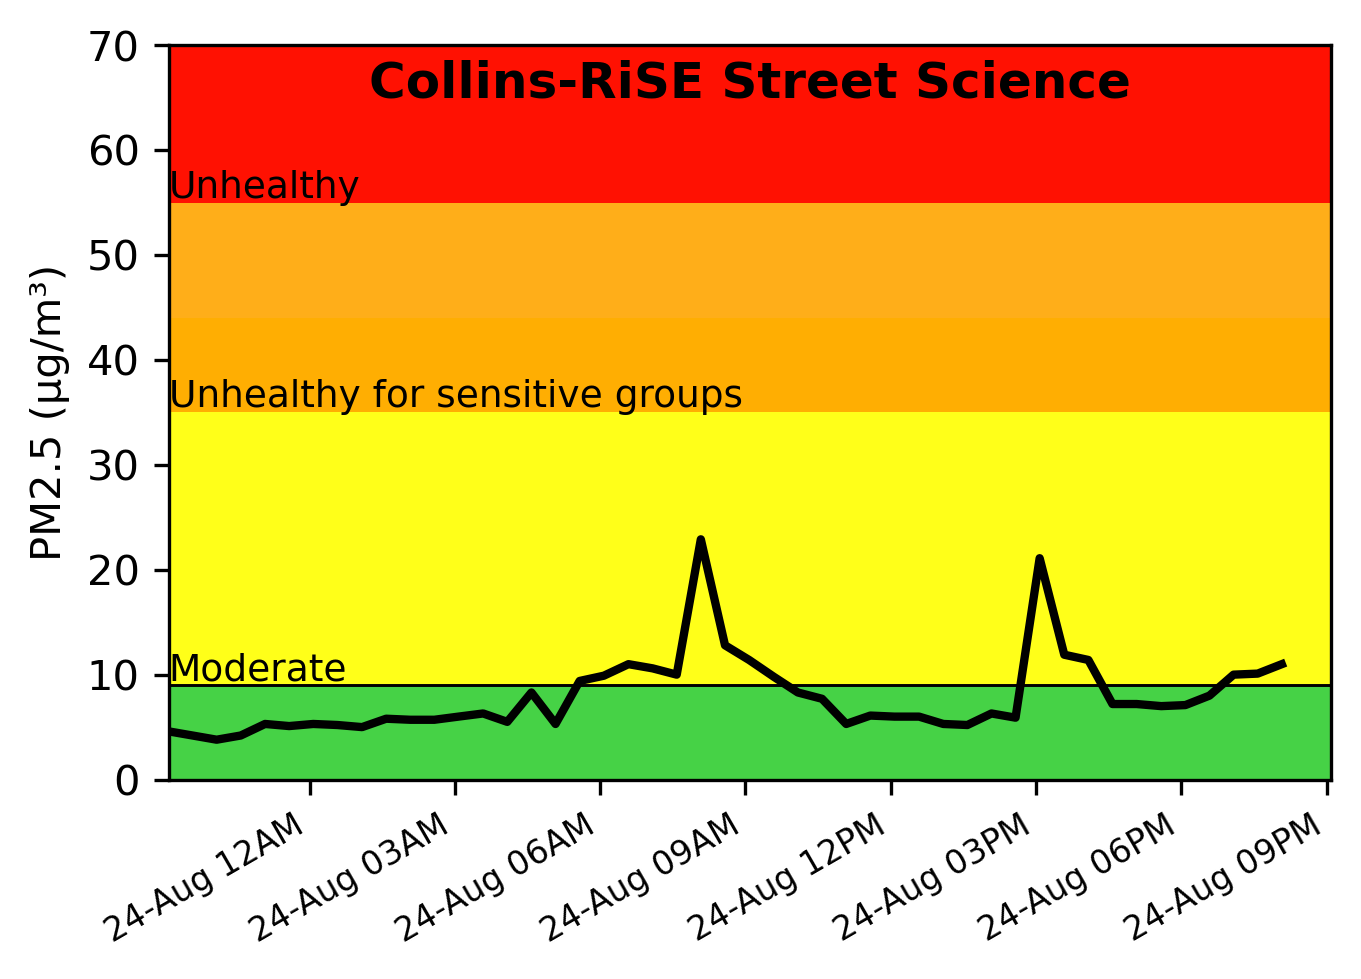 Collins-RiSE Street Science
70
60
Unhealthy
50
40
Unhealthy for sensitive groups
30
20
Moderate
10
0
PM2.5 (µg/m³)
24-Aug 12AM
24-Aug 03AM
24-Aug 06AM
24-Aug 09AM
24-Aug 12PM
24-Aug 03PM
24-Aug 06PM
24-Aug 09PM